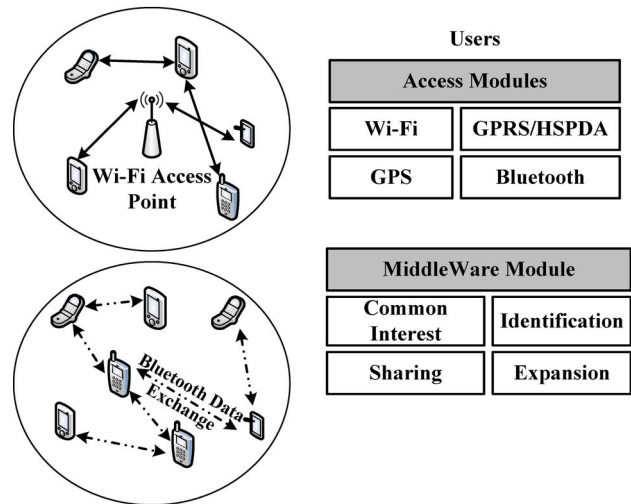 Users
Access Modules
Wi-Fi
GPRS/HSPDA
GPS
Bluetooth
Wi-Fi Access
Point
MiddleWare Module
Common
Interest
Identification
Sharing
Expansion
Bluetooth Data
Exchange